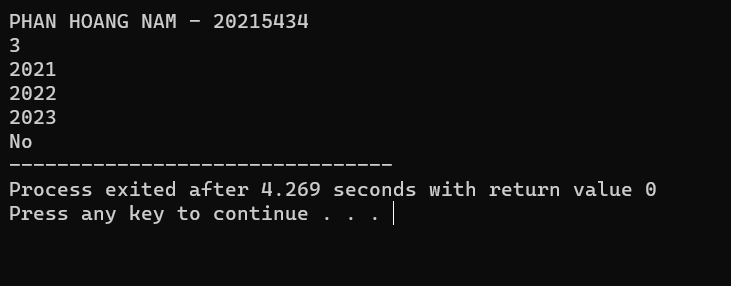 PHAN HOANG NAM - 20215434
3
2021
2022
2023
No
--------------------------------
Process exited after 4.269 seconds with return value 0
Press any key to continue . . .